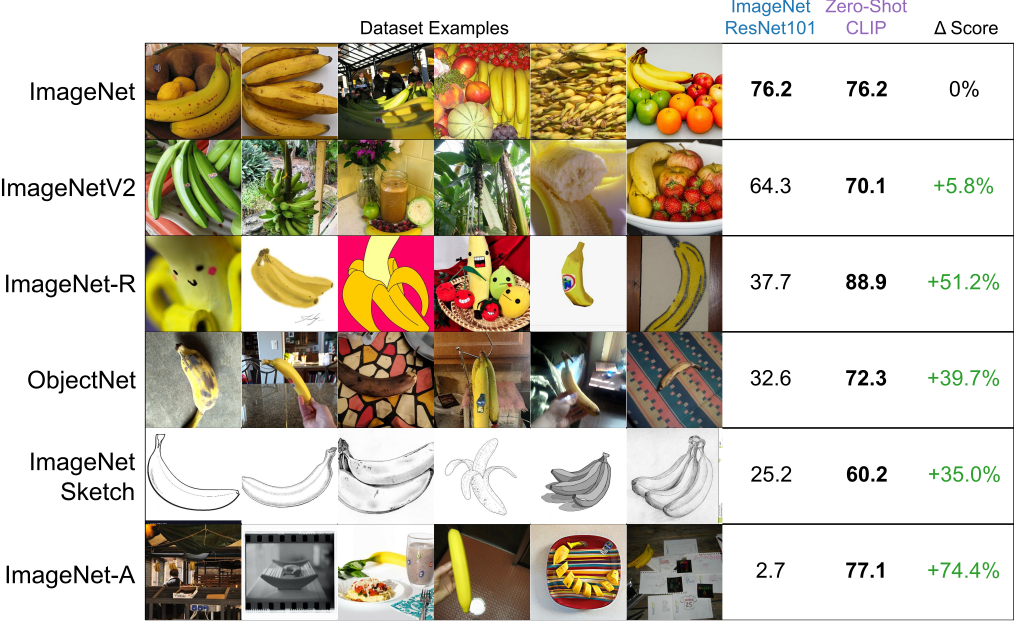 ImageNet Zero-Shot
Dataset Examples ResNet101 CLIP Δ Score
ImageNet 76.2 76.2 0%
ImageNetV2 64.3 70.1 +5.8%
ImageNet-R 37.7 88.9 +51.2%
ObjectNet 32.6 72.3 +39.7%
ImageNet
Sketch 25.2 60.2 +35.0%
ImageNet-A 2.7 77.1 +74.4%